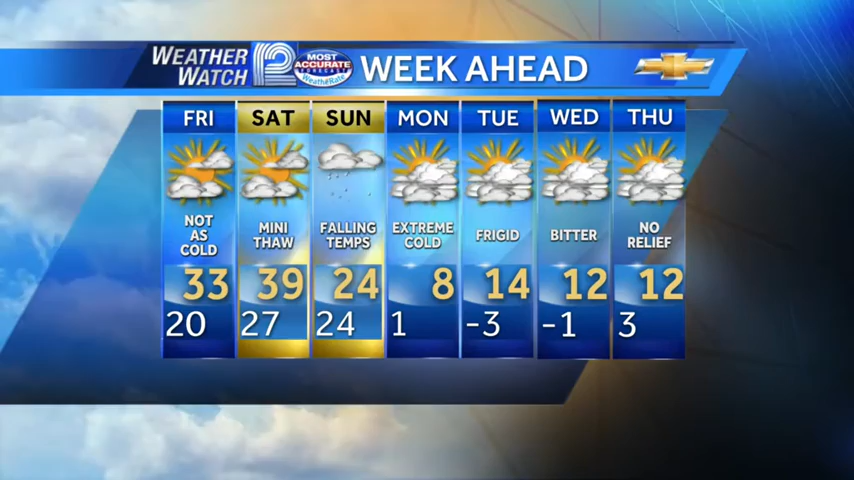 WEATHER
WATCH
12
MOST
ACCURATE
FORECAST
WeatheRate
WEEK AHEAD
FRI SAT SUN MON TUE WED THU
NOT
AS
COLD
MINI
THAW
FALLING
TEMPS
EXTREME
COLD
FRIGID
BITTER
NO
RELIEF
33 39 24 8 14 12 12
20 27 24 1 -3 -1 3